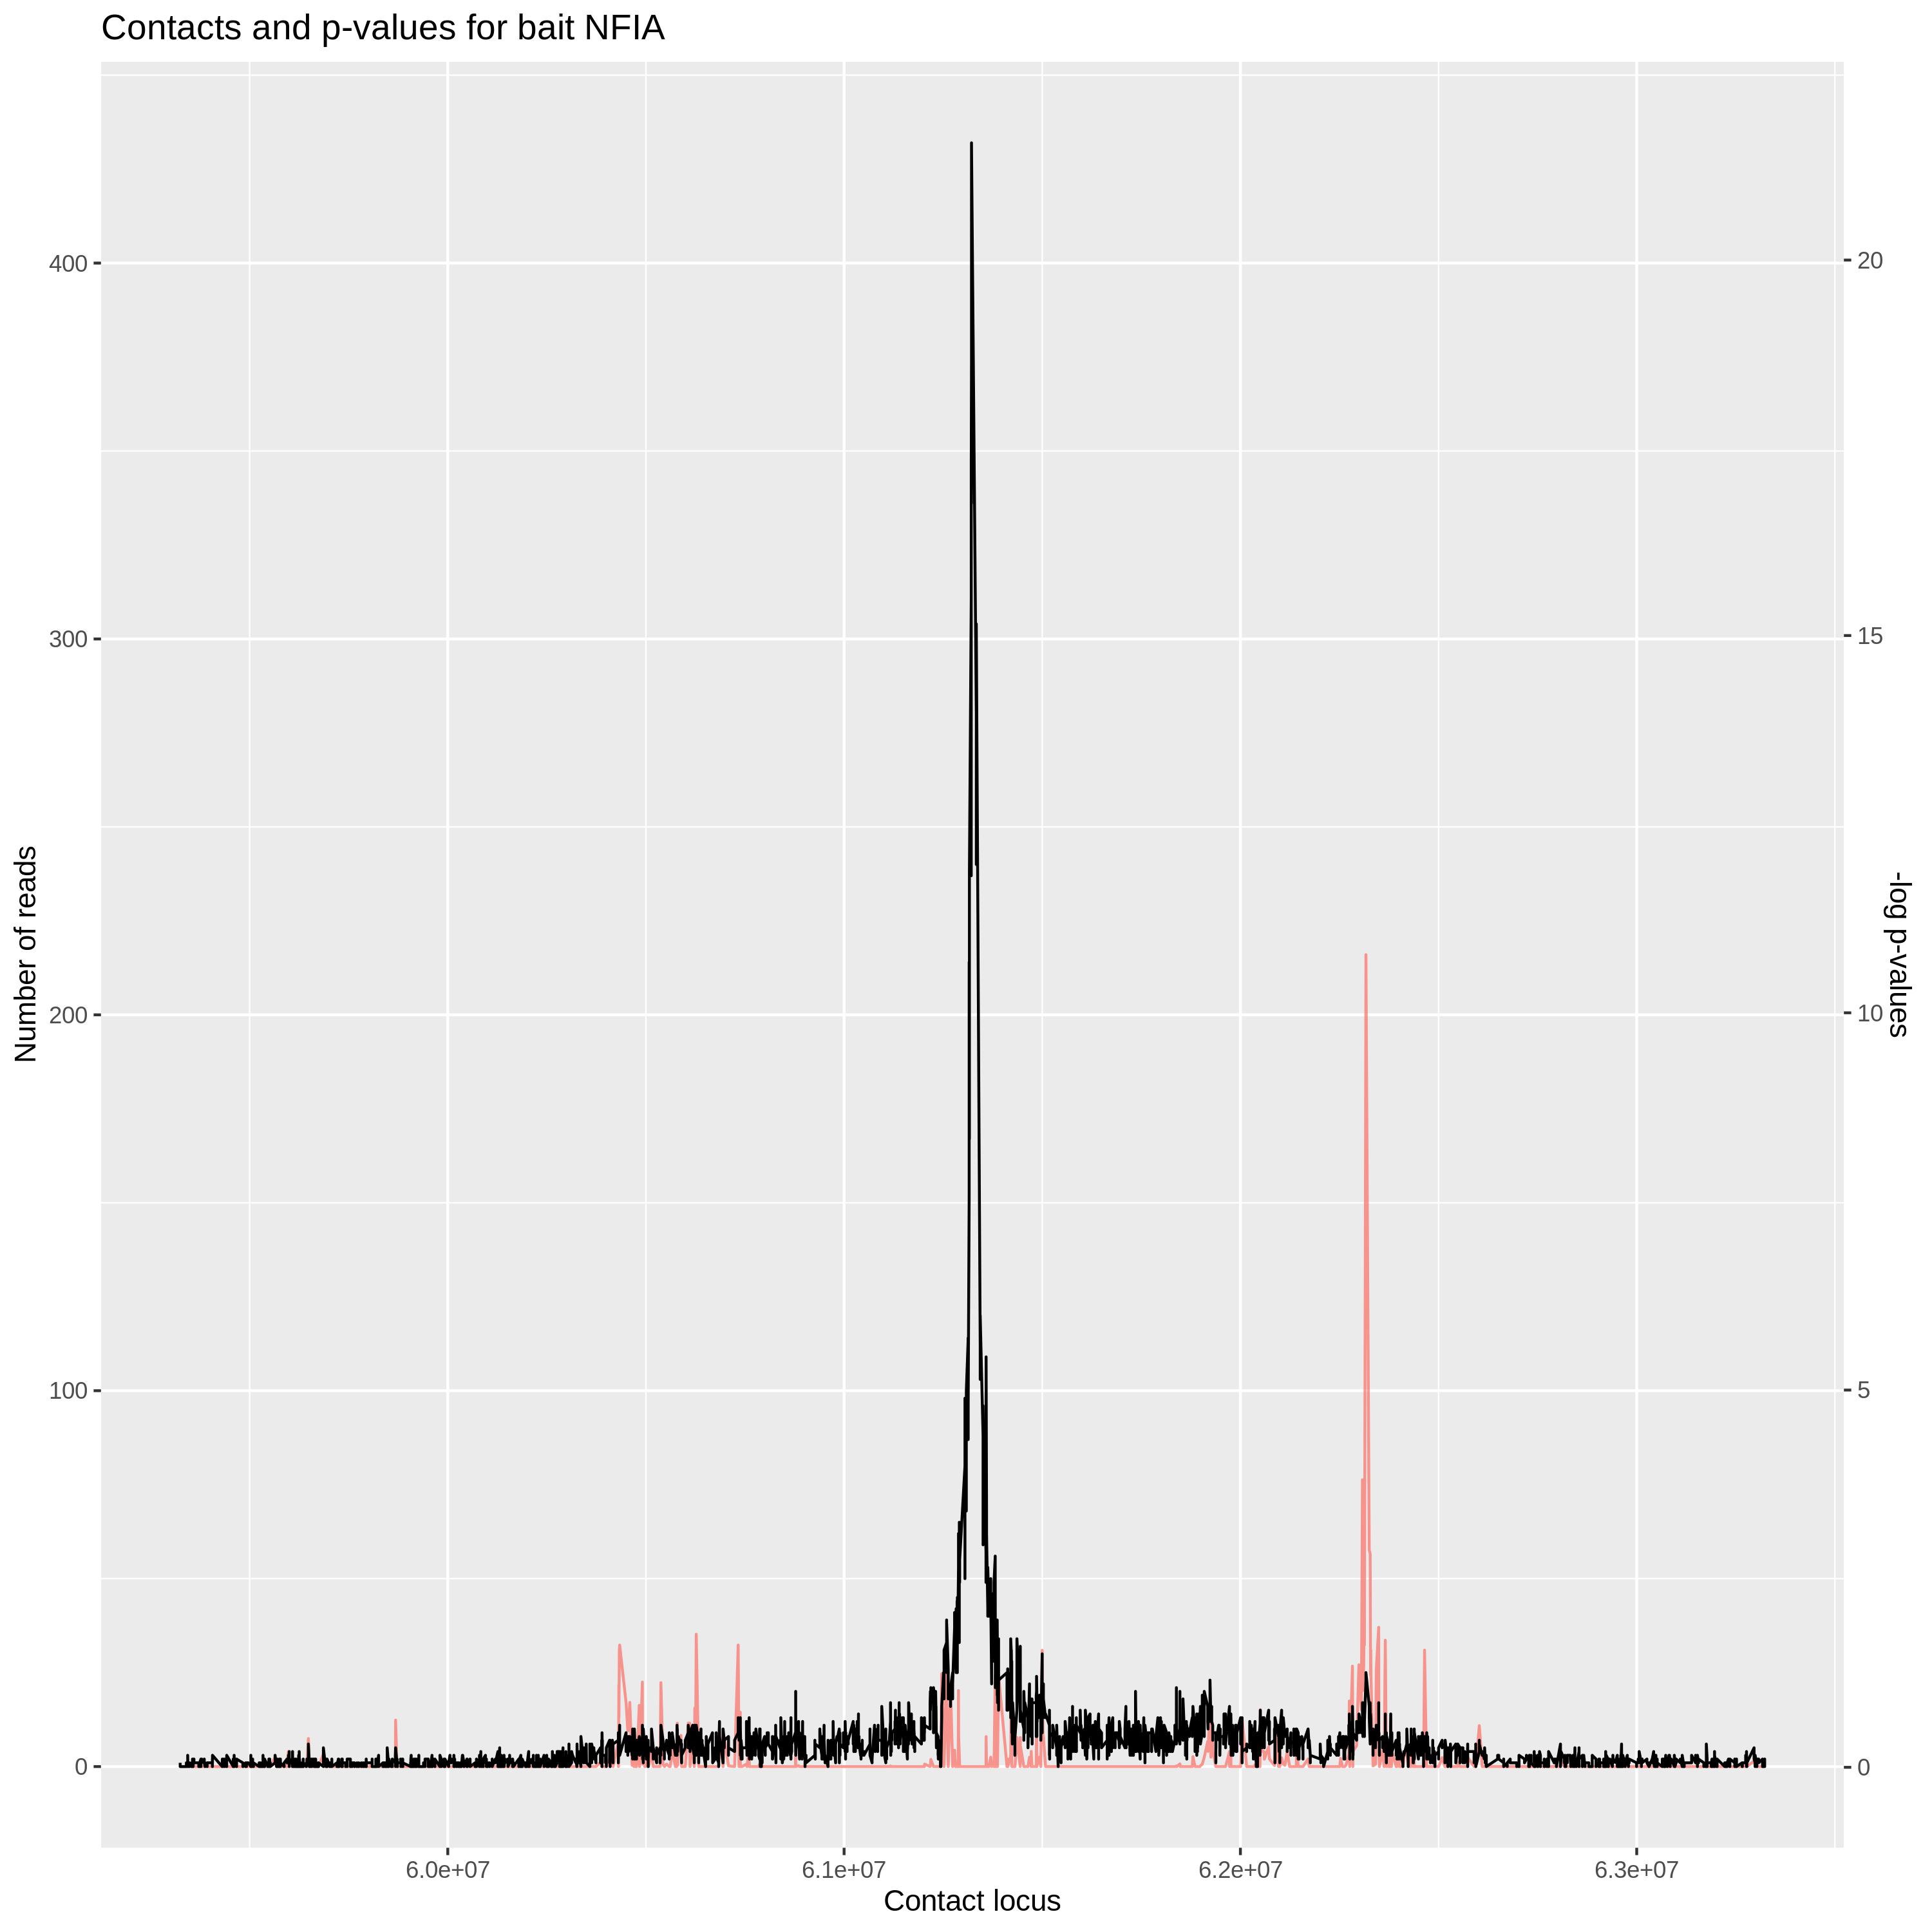 Contacts and p-values for bait NFIA
Number of reads
400
300
200
100
0
20
15
10
5
0
-log p-values
6.0e+07
6.1e+07
6.2e+07
6.3e+07
Contact locus